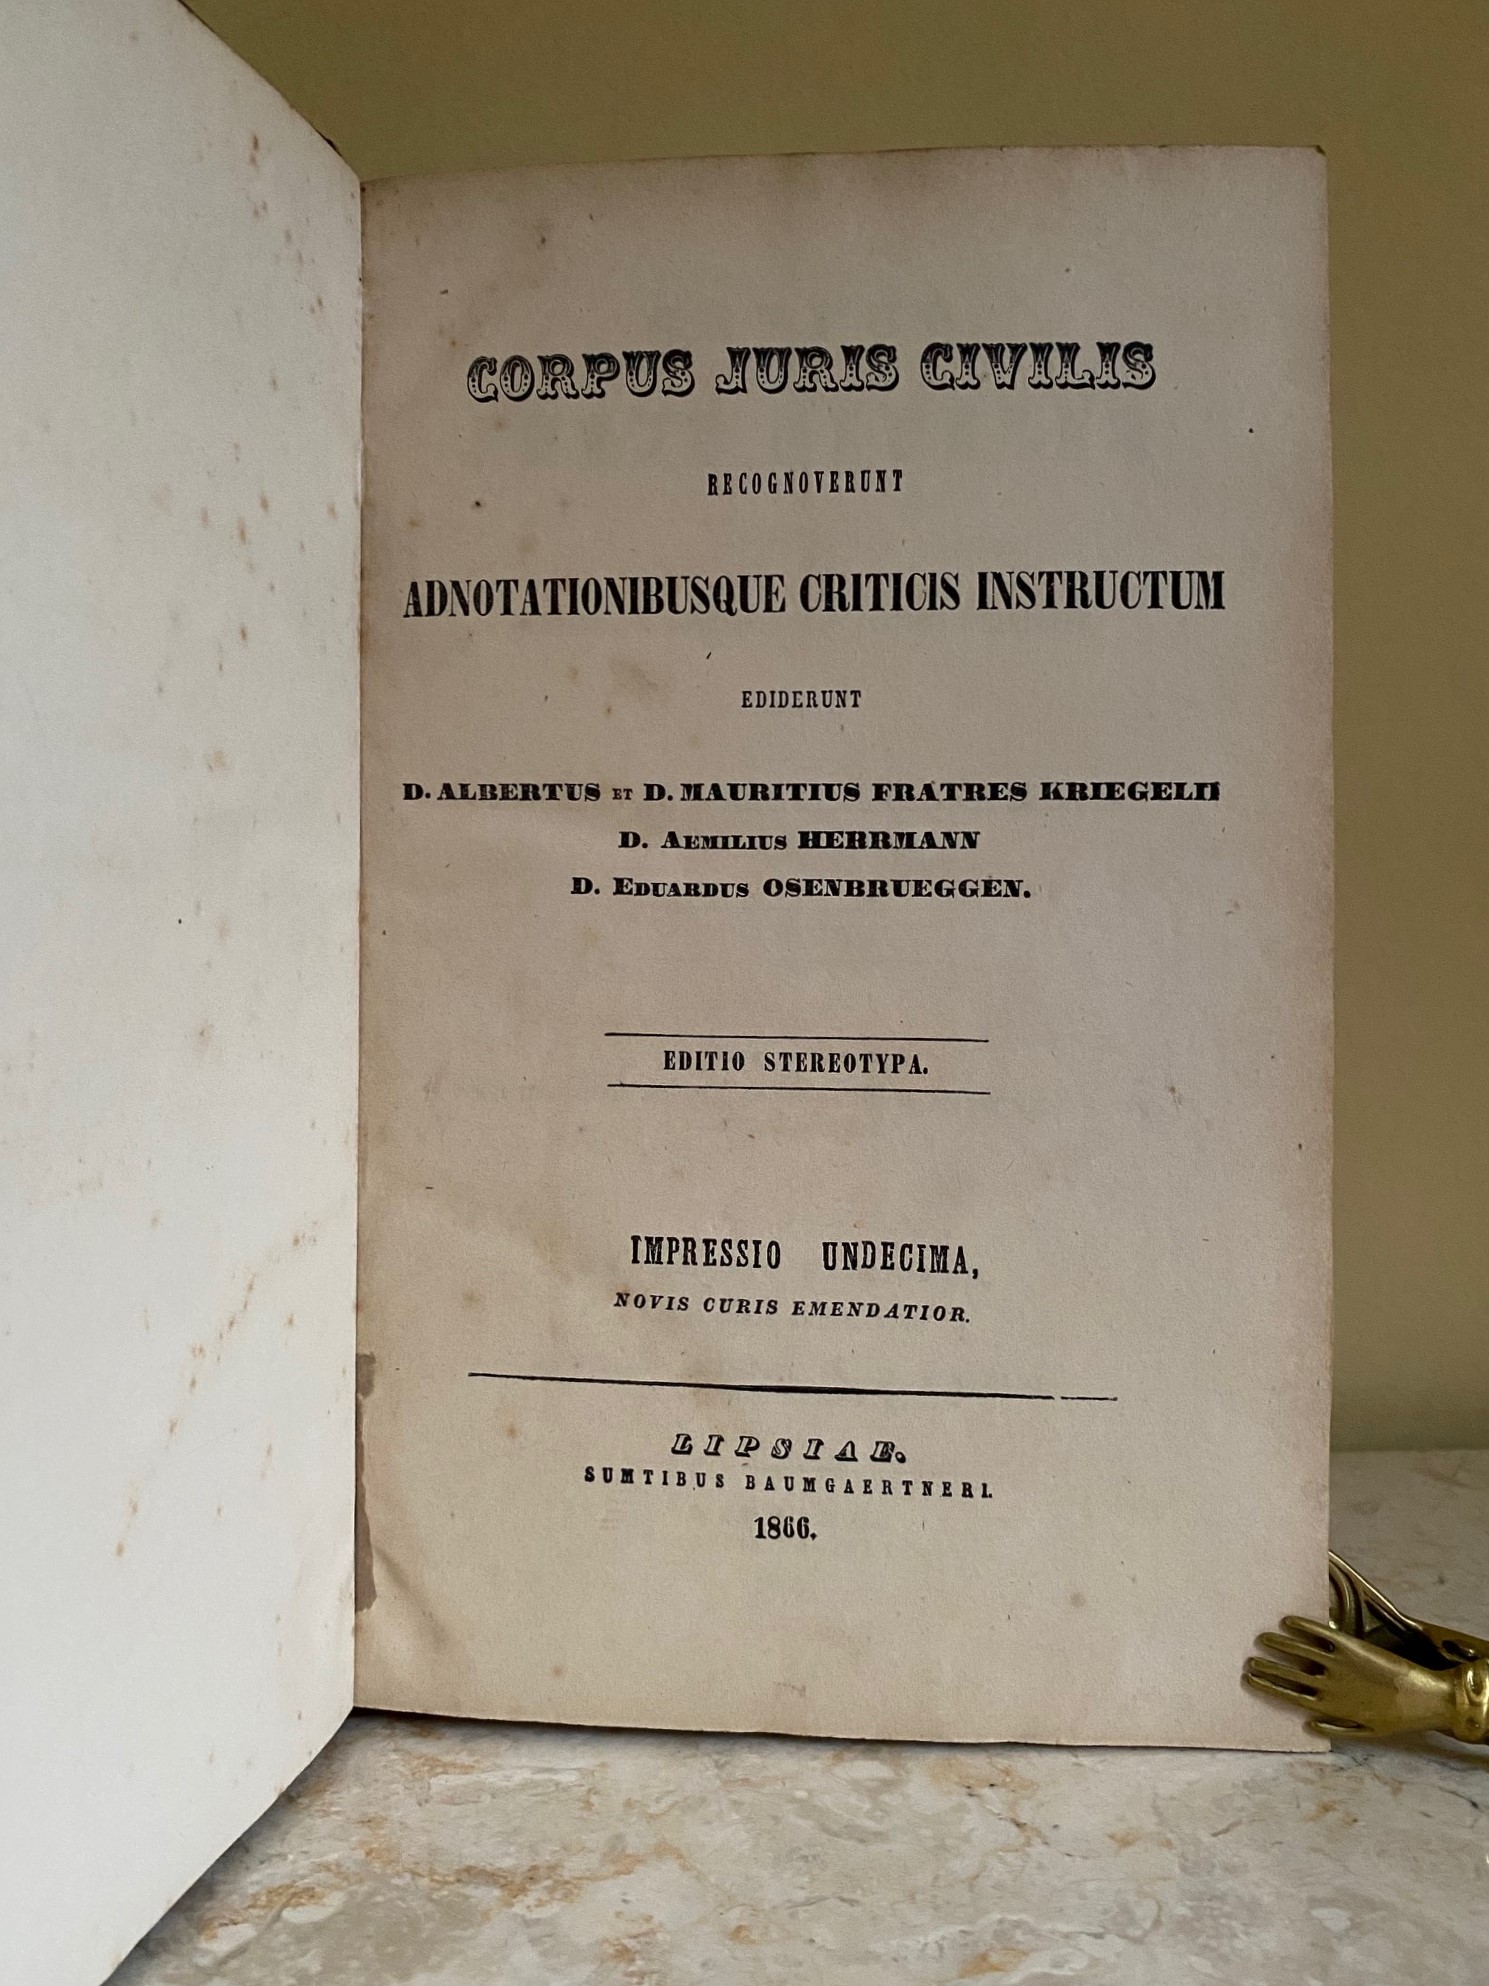 CORPUS JURIS CIVILIS
RECOGNOVERUNT
ADNOTATIONIBUSQUE CRITICIS INSTRUCTUM
EDIDERUNT
D. ALBERTUS ET D. MAURITIUS FRATRES KRIEGELII
D. AEMILIUS HERRMANN
D. EDUARDUS OSENBRUEGGEN.
EDITIO STEREOTYPA.
IMPRESSIO UNDECIMA,
NOVIS CURIS EMENDATIOR.
LIPSIAE.
SUMTIBUS BAUMGAERTNERI.
1866.